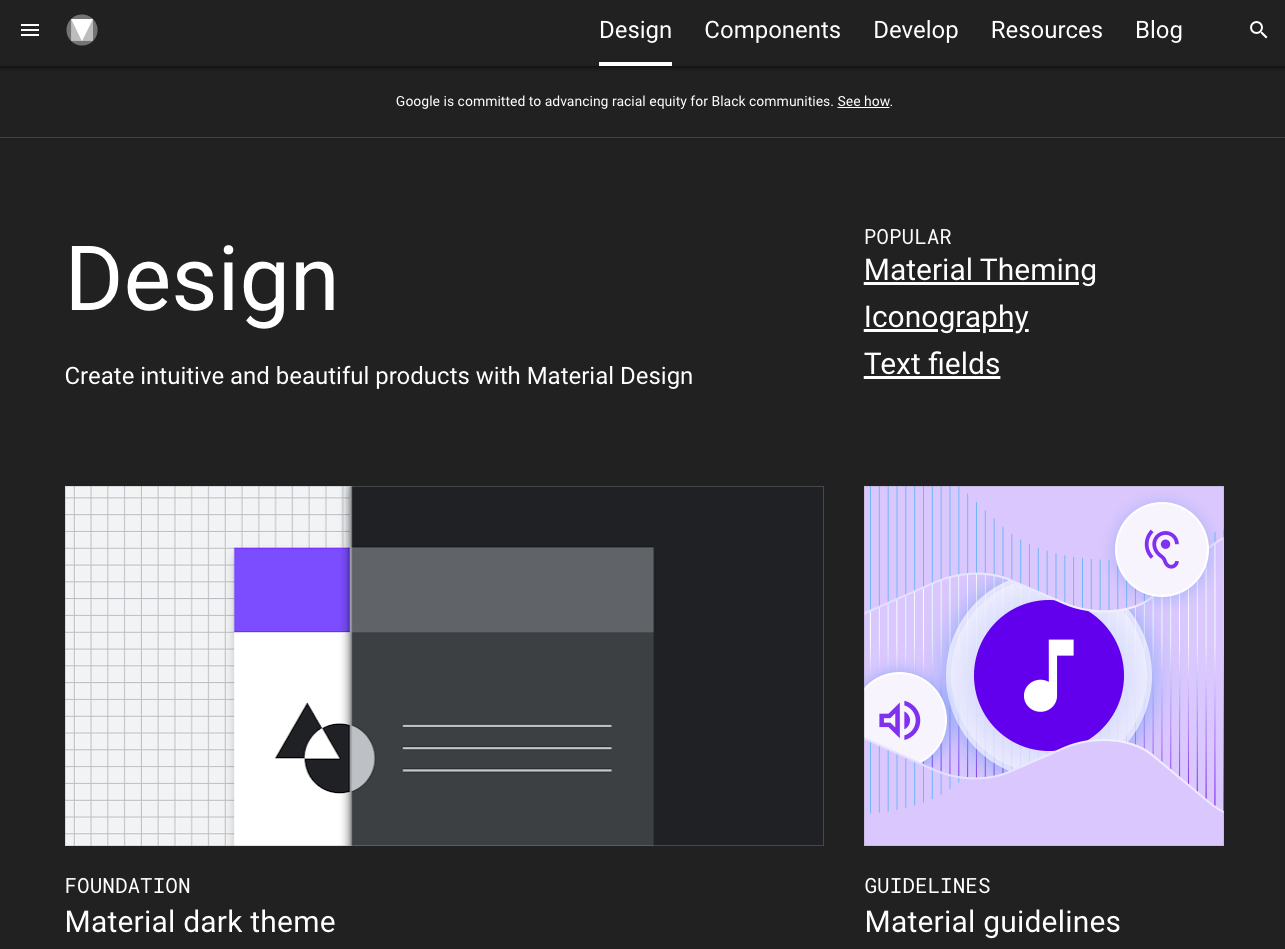 Design Components Develop Resources Blog
Google is committed to advancing racial equity for Black communities. See how.
Design
Create intuitive and beautiful products with Material Design
POPULAR
Material Theming
Iconography
Text fields
FOUNDATION
Material dark theme
GUIDELINES
Material guidelines